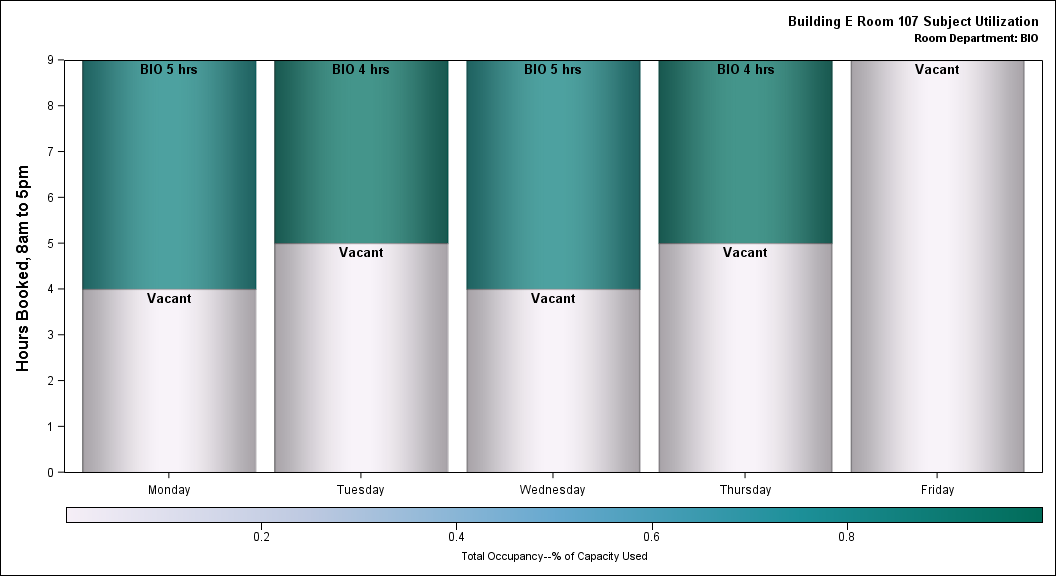 Building E Room 107 Subject Utilization
Room Department: BIO
Hours Booked, 8am to 5pm
9
8
7
6
5
4
3
2
1
0
BIO 5 hrs
BIO 4 hrs
BIO 5 hrs
BIO 4 hrs
Vacant
Vacant
Vacant
Vacant
Vacant
Monday
Tuesday
Wednesday
Thursday
Friday
0.2
0.4
0.6
0.8
Total Occupancy--% of Capacity Used